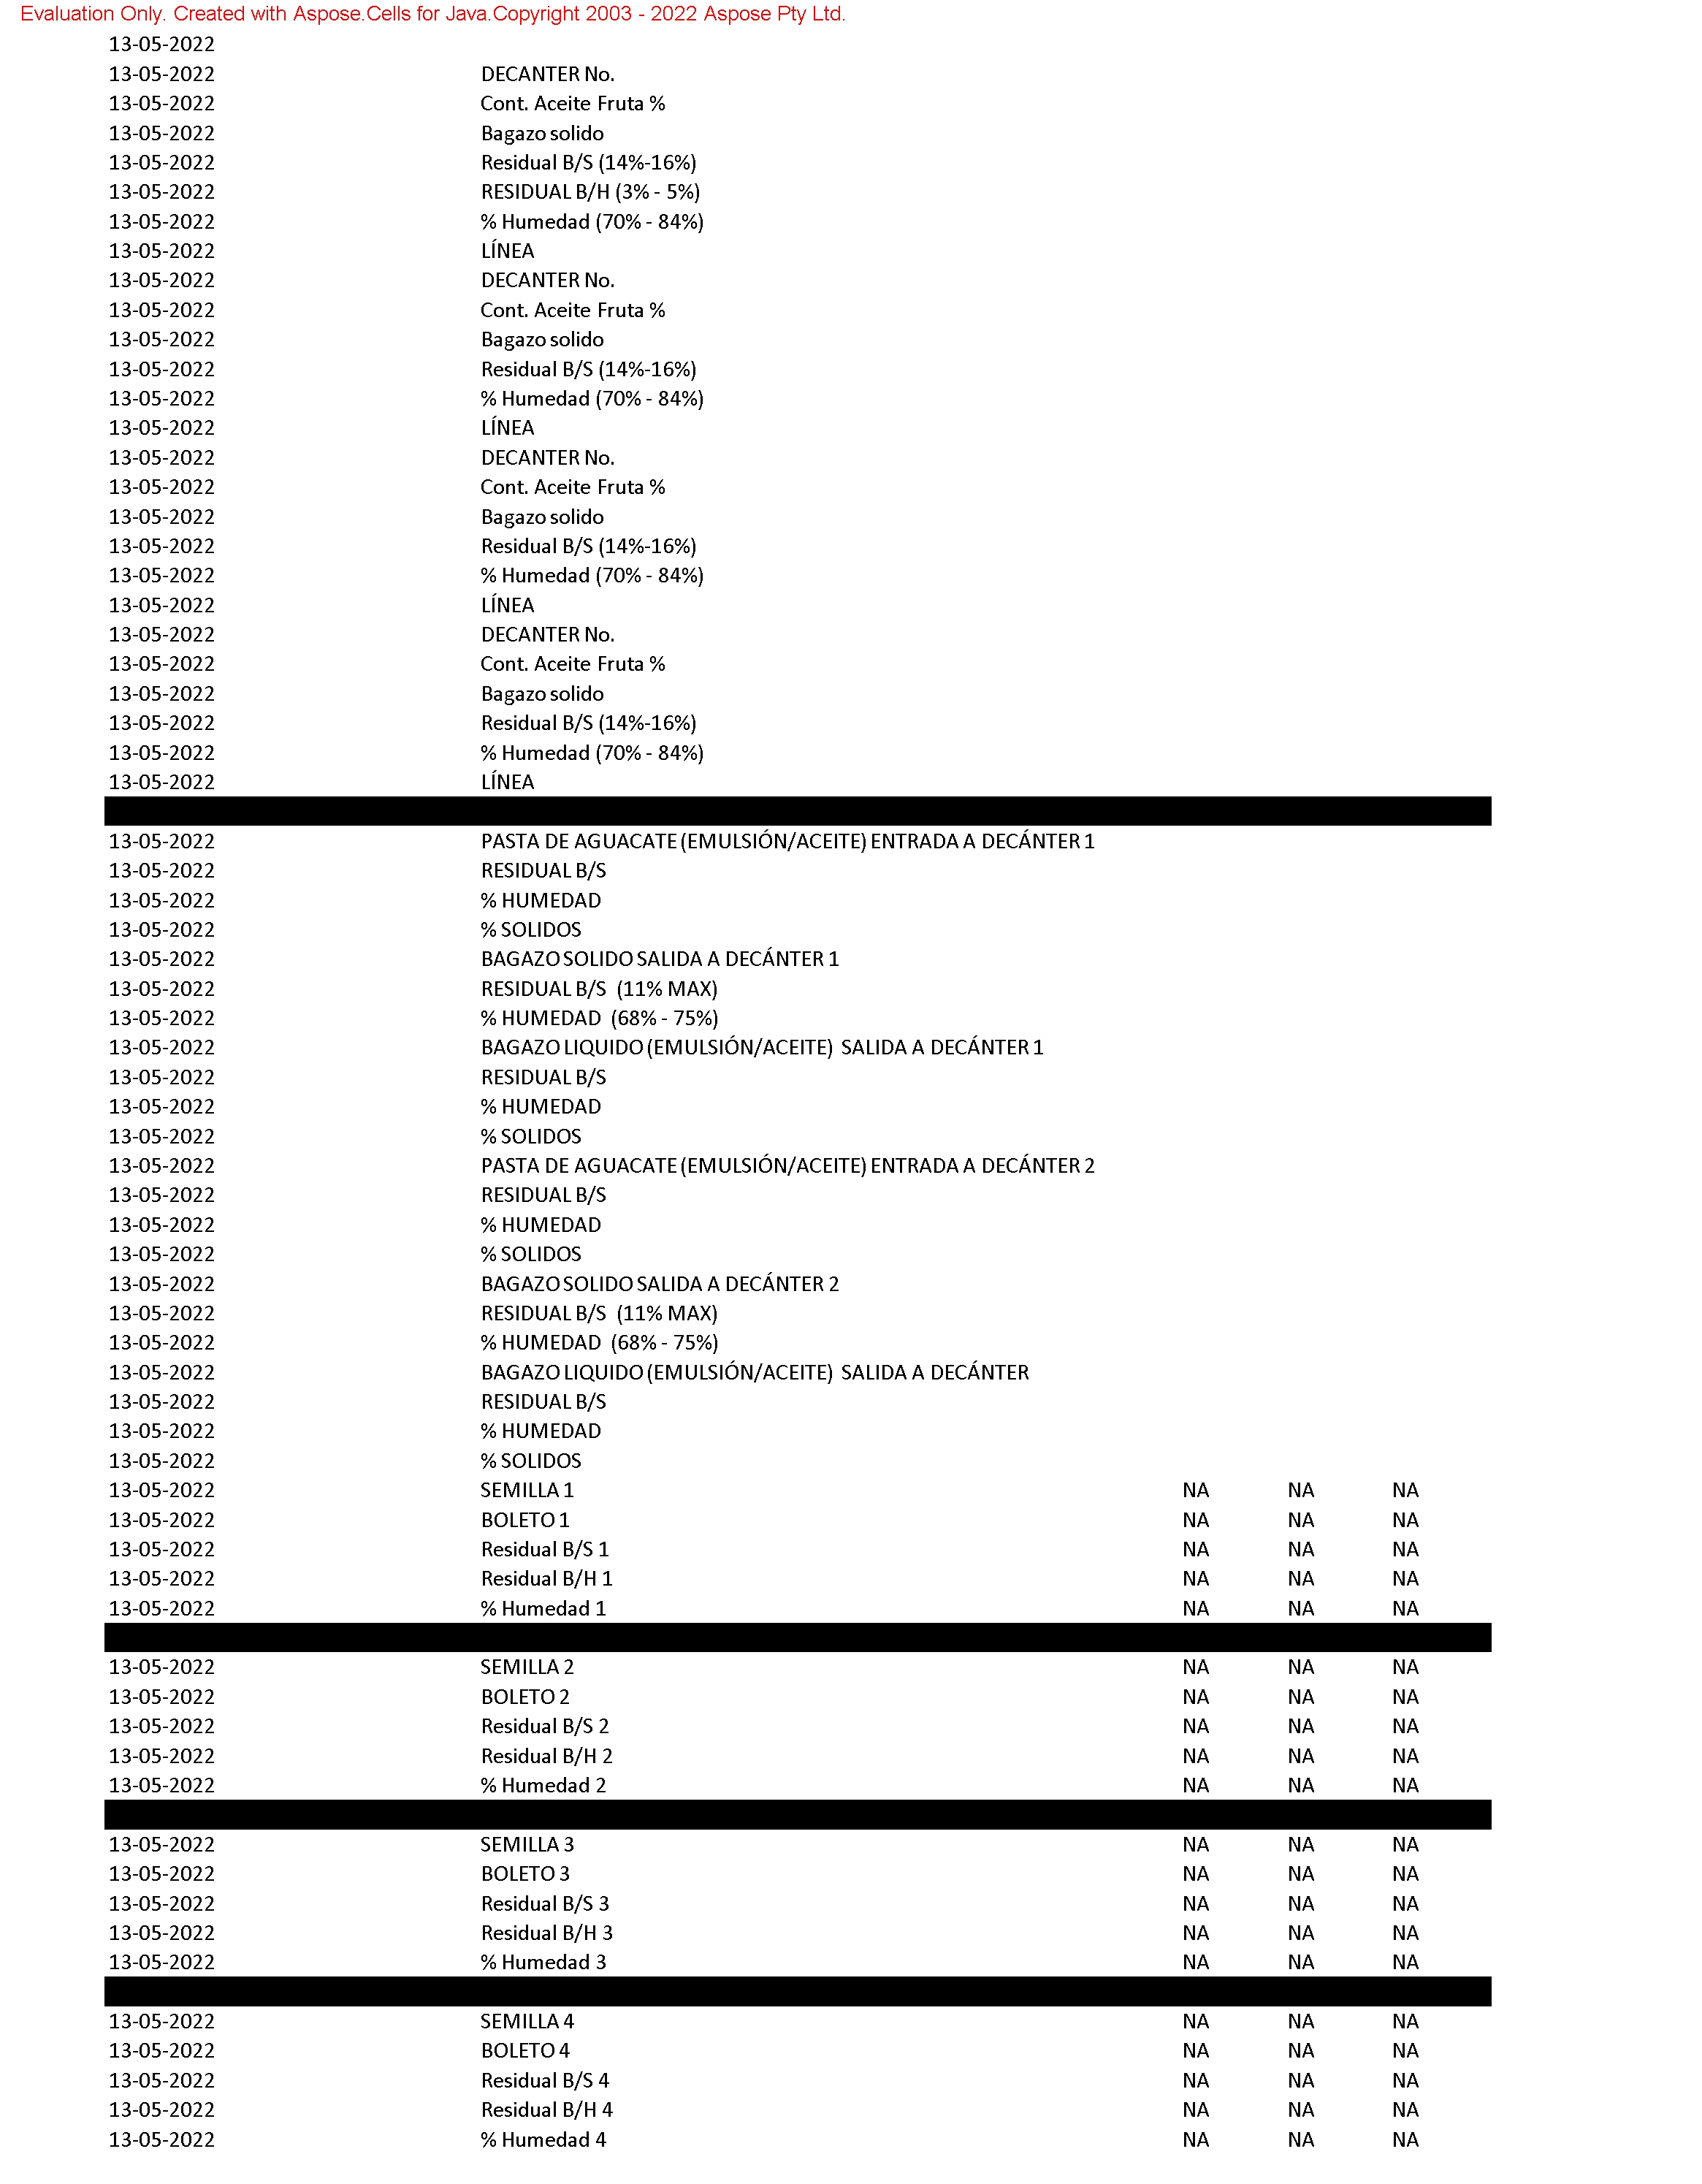 Evaluation Only. Created with Aspose.Cells for Java.Copyright 2003 - 2022 Aspose Pty Ltd.
13-05-2022
13-05-2022 DECANTER No.
13-05-2022 Cont. Aceite Fruta %
13-05-2022 Bagazo solido
13-05-2022 Residual B/S (14%-16%)
13-05-2022 RESIDUAL B/H (3% - 5%)
13-05-2022 % Humedad (70% - 84%)
13-05-2022 LÍNEA
13-05-2022 DECANTER No.
13-05-2022 Cont. Aceite Fruta %
13-05-2022 Bagazo solido
13-05-2022 Residual B/S (14%-16%)
13-05-2022 % Humedad (70% - 84%)
13-05-2022 LÍNEA
13-05-2022 DECANTER No.
13-05-2022 Cont. Aceite Fruta %
13-05-2022 Bagazo solido
13-05-2022 Residual B/S (14%-16%)
13-05-2022 % Humedad (70% - 84%)
13-05-2022 LÍNEA
13-05-2022 DECANTER No.
13-05-2022 Cont. Aceite Fruta %
13-05-2022 Bagazo solido
13-05-2022 Residual B/S (14%-16%)
13-05-2022 % Humedad (70% - 84%)
13-05-2022 LÍNEA
13-05-2022 PASTA DE AGUACATE (EMULSIÓN/ACEITE) ENTRADA A DECÁNTER 1
13-05-2022 RESIDUAL B/S
13-05-2022 % HUMEDAD
13-05-2022 % SOLIDOS
13-05-2022 BAGAZO SOLIDO SALIDA A DECÁNTER 1
13-05-2022 RESIDUAL B/S (11% MAX)
13-05-2022 % HUMEDAD (68% - 75%)
13-05-2022 BAGAZO LIQUIDO (EMULSIÓN/ACEITE) SALIDA A DECÁNTER 1
13-05-2022 RESIDUAL B/S
13-05-2022 % HUMEDAD
13-05-2022 % SOLIDOS
13-05-2022 PASTA DE AGUACATE (EMULSIÓN/ACEITE) ENTRADA A DECÁNTER 2
13-05-2022 RESIDUAL B/S
13-05-2022 % HUMEDAD
13-05-2022 % SOLIDOS
13-05-2022 BAGAZO SOLIDO SALIDA A DECÁNTER 2
13-05-2022 RESIDUAL B/S (11% MAX)
13-05-2022 % HUMEDAD (68% - 75%)
13-05-2022 BAGAZO LIQUIDO (EMULSIÓN/ACEITE) SALIDA A DECÁNTER
13-05-2022 RESIDUAL B/S
13-05-2022 % HUMEDAD
13-05-2022 % SOLIDOS
13-05-2022 SEMILLA 1 NA NA NA
13-05-2022 BOLETO 1 NA NA NA
13-05-2022 Residual B/S 1 NA NA NA
13-05-2022 Residual B/H 1 NA NA NA
13-05-2022 % Humedad 1 NA NA NA
13-05-2022 SEMILLA 2 NA NA NA
13-05-2022 BOLETO 2 NA NA NA
13-05-2022 Residual B/S 2 NA NA NA
13-05-2022 Residual B/H 2 NA NA NA
13-05-2022 % Humedad 2 NA NA NA
13-05-2022 SEMILLA 3 NA NA NA
13-05-2022 BOLETO 3 NA NA NA
13-05-2022 Residual B/S 3 NA NA NA
13-05-2022 Residual B/H 3 NA NA NA
13-05-2022 % Humedad 3 NA NA NA
13-05-2022 SEMILLA 4 NA NA NA
13-05-2022 BOLETO 4 NA NA NA
13-05-2022 Residual B/S 4 NA NA NA
13-05-2022 Residual B/H 4 NA NA NA
13-05-2022 % Humedad 4 NA NA NA